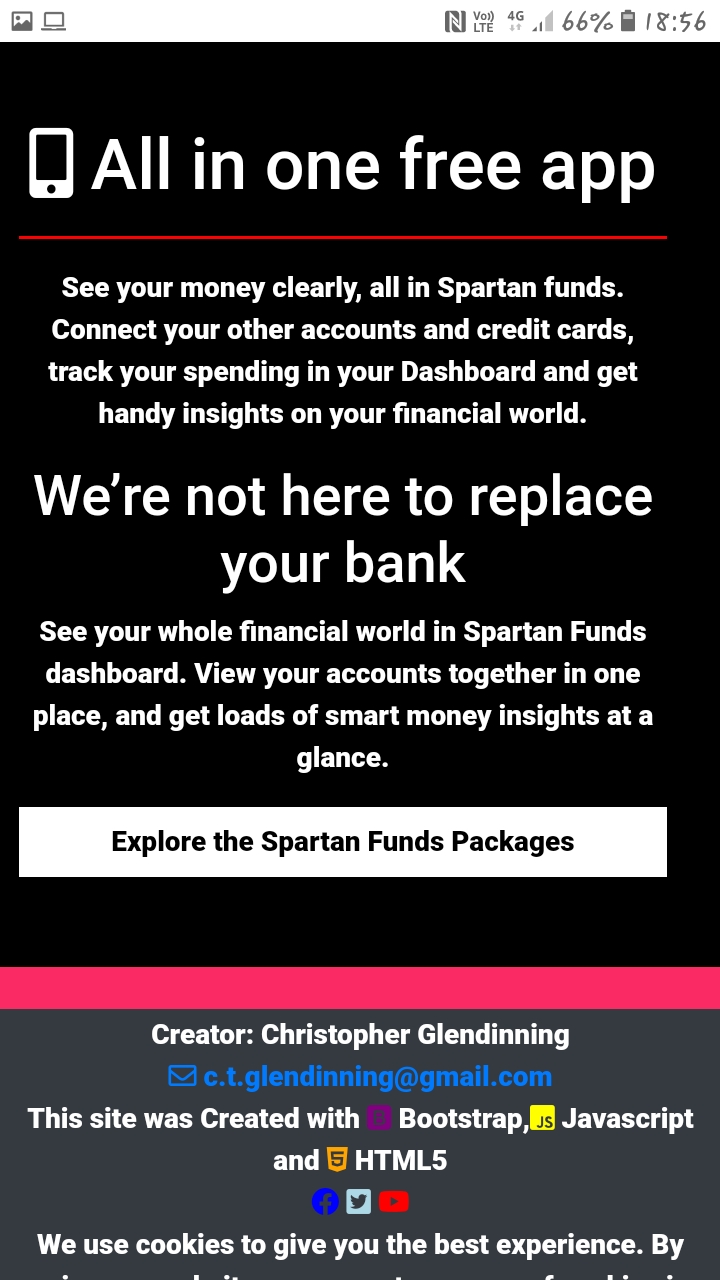 Vo)) LTE 4G 66% 18:56
All in one free app
See your money clearly, all in Spartan funds.
Connect your other accounts and credit cards,
track your spending in your Dashboard and get
handy insights on your financial world.
We’re not here to replace
your bank
See your whole financial world in Spartan Funds
dashboard. View your accounts together in one
place, and get loads of smart money insights at a
glance.
Explore the Spartan Funds Packages
Creator: Christopher Glendinning
c.t.glendinning@gmail.com
This site was Created with B Bootstrap, JS Javascript
and 5 HTML5
We use cookies to give you the best experience. By